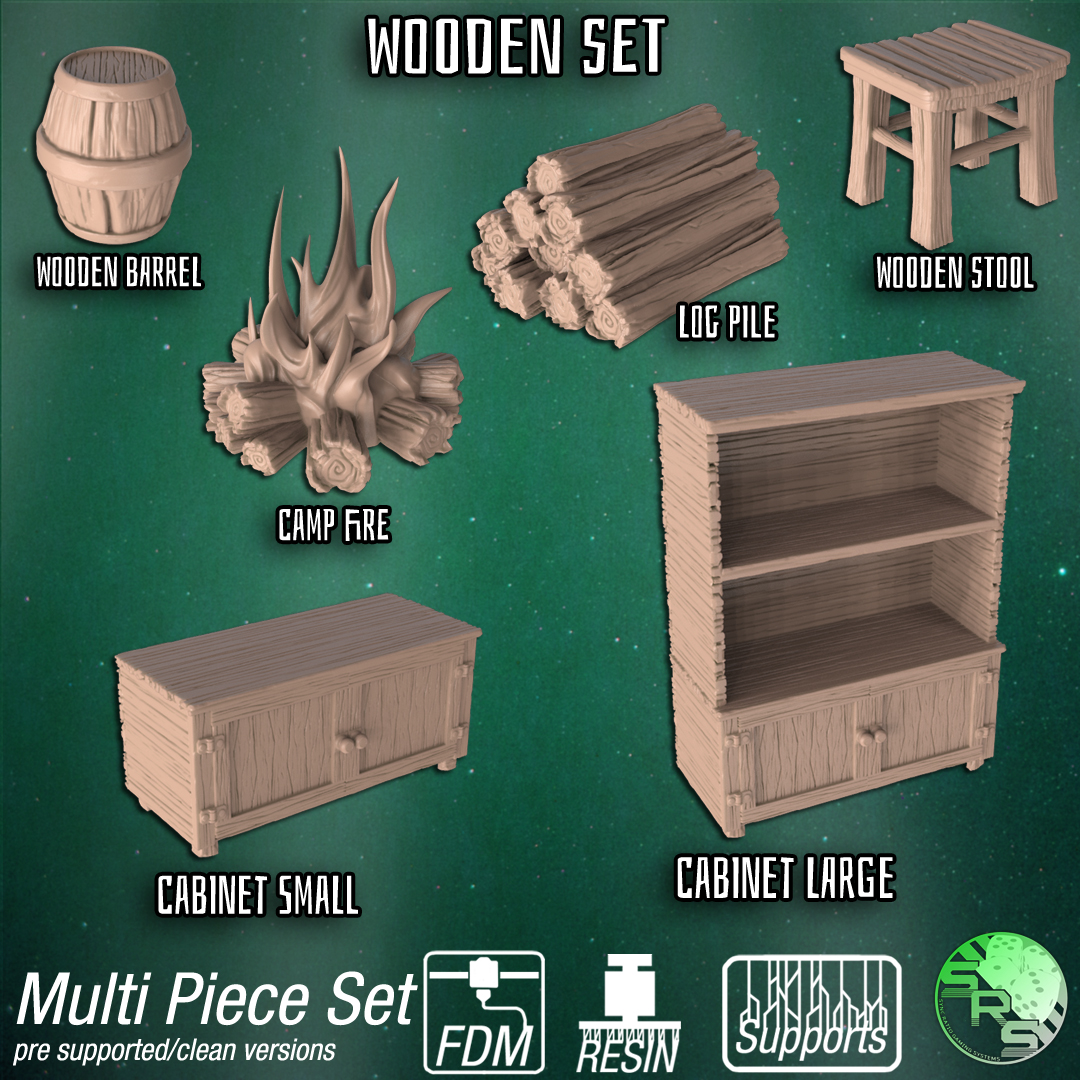 WOODEN SET
WOODEN BARREL
WOODEN STOOL
LOG PILE
CAMP FIRE
CABINET SMALL
CABINET LARGE
Multi Piece Set
pre supported/clean versions
FDM
RESIN
Supports
SRS